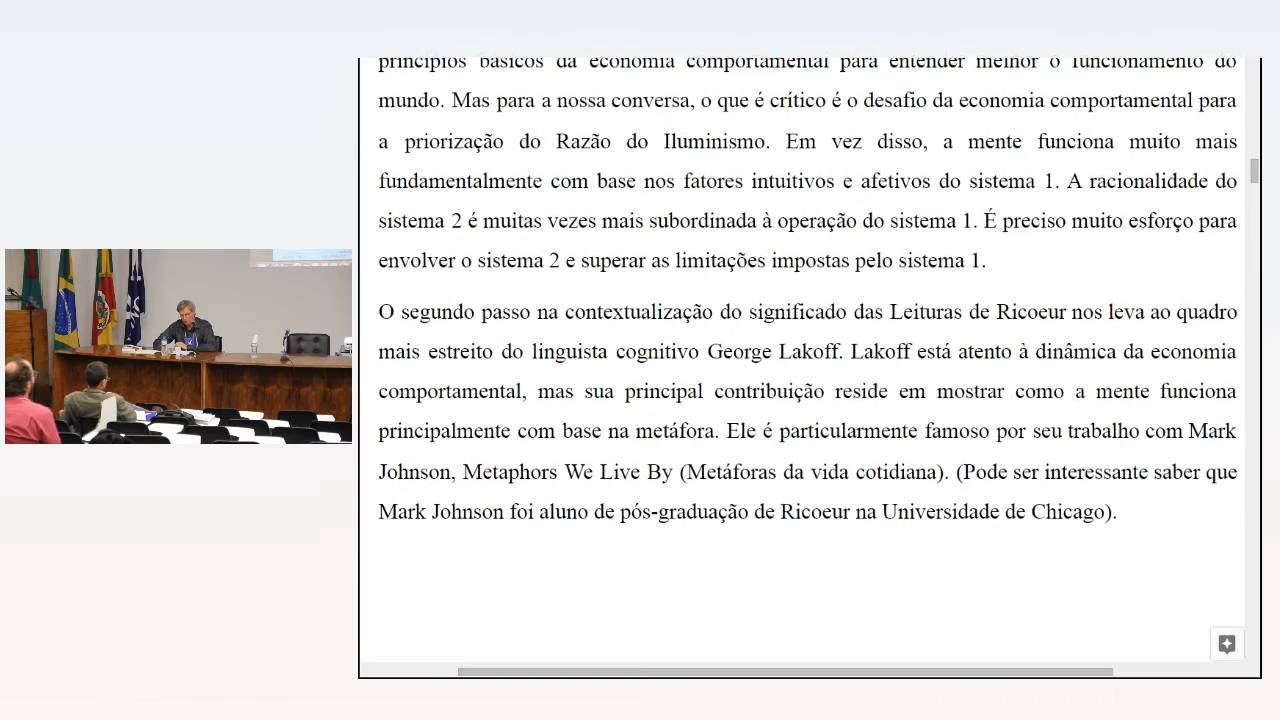 princípios básicos da economia comportamental para entender melhor o funcionamento do
mundo. Mas para a nossa conversa, o que é crítico é o desafio da economia comportamental para
a priorização do Razão do Iluminismo. Em vez disso, a mente funciona muito mais
fundamentalmente com base nos fatores intuitivos e afetivos do sistema 1. A racionalidade do
sistema 2 é muitas vezes mais subordinada à operação do sistema 1. É preciso muito esforço para
envolver o sistema 2 e superar as limitações impostas pelo sistema 1.
O segundo passo na contextualização do significado das Leituras de Ricoeur nos leva ao quadro
mais estreito do linguista cognitivo George Lakoff. Lakoff está atento à dinâmica da economia
comportamental, mas sua principal contribuição reside em mostrar como a mente funciona
principalmente com base na metáfora. Ele é particularmente famoso por seu trabalho com Mark
Johnson, Metaphors We Live By (Metáforas da vida cotidiana). (Pode ser interessante saber que
Mark Johnson foi aluno de pós-graduação de Ricoeur na Universidade de Chicago).